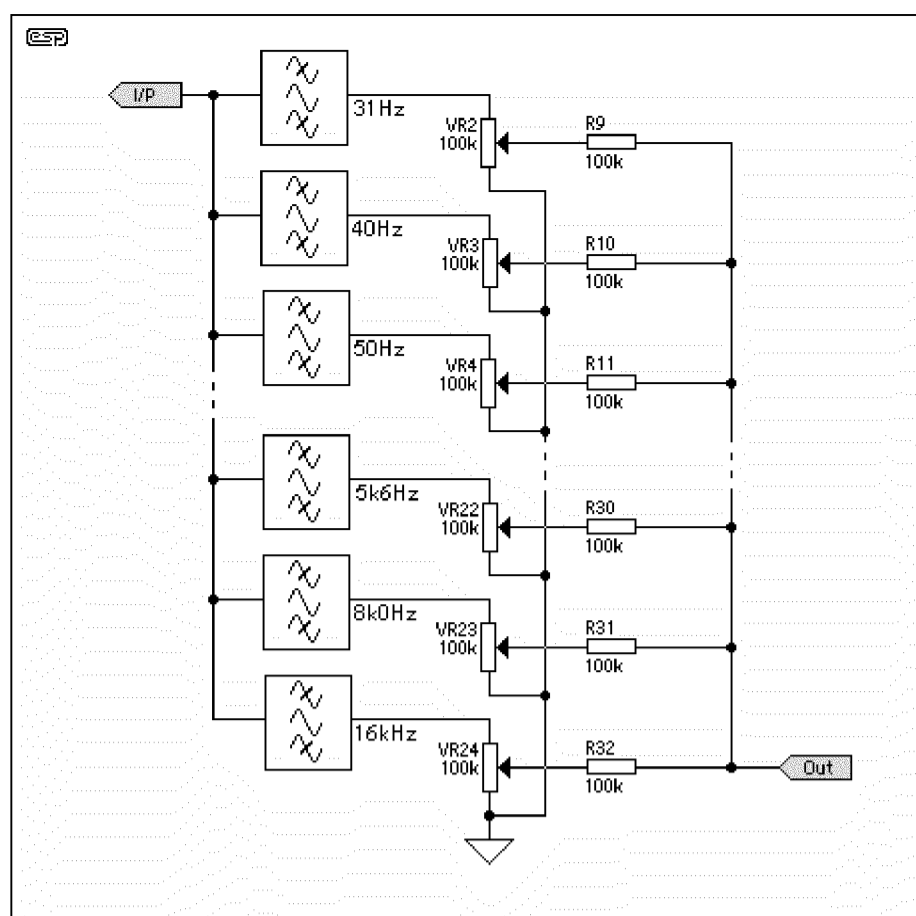 esp
I/P
31Hz
VR2
100k
R9
100k
40Hz
VR3
100k
R10
100k
50Hz
VR4
100k
R11
100k
5k6Hz
VR22
100k
R30
100k
8k0Hz
VR23
100k
R31
100k
16kHz
VR24
100k
R32
100k
Out